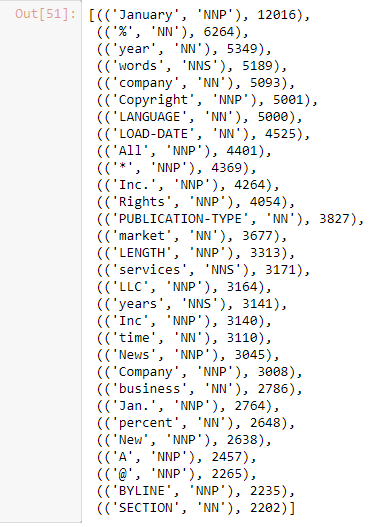 Out[51]: [(('January', 'NNP'), 12016),
(('%', 'NN'), 6264),
(('year', 'NN'), 5349),
(('words', 'NNS'), 5189),
(('company', 'NN'), 5093),
(('Copyright', 'NNP'), 5001),
(('LANGUAGE', 'NN'), 5000),
(('LOAD-DATE', 'NN'), 4525),
(('All', 'NNP'), 4401),
(('*', 'NNP'), 4369),
(('Inc.', 'NNP'), 4264),
(('Rights', 'NNP'), 4054),
(('PUBLICATION-TYPE', 'NN'), 3827),
(('market', 'NN'), 3677),
(('LENGTH', 'NNP'), 3313),
(('services', 'NNS'), 3171),
(('LLC', 'NNP'), 3164),
(('years', 'NNS'), 3141),
(('Inc', 'NNP'), 3140),
(('time', 'NN'), 3110),
(('News', 'NNP'), 3045),
(('Company', 'NNP'), 3008),
(('business', 'NN'), 2786),
(('Jan.', 'NNP'), 2764),
(('percent', 'NN'), 2648),
(('New', 'NNP'), 2638),
(('A', 'NNP'), 2457),
(('@', 'NNP'), 2265),
(('BYLINE', 'NNP'), 2235),
(('SECTION', 'NN'), 2202)]